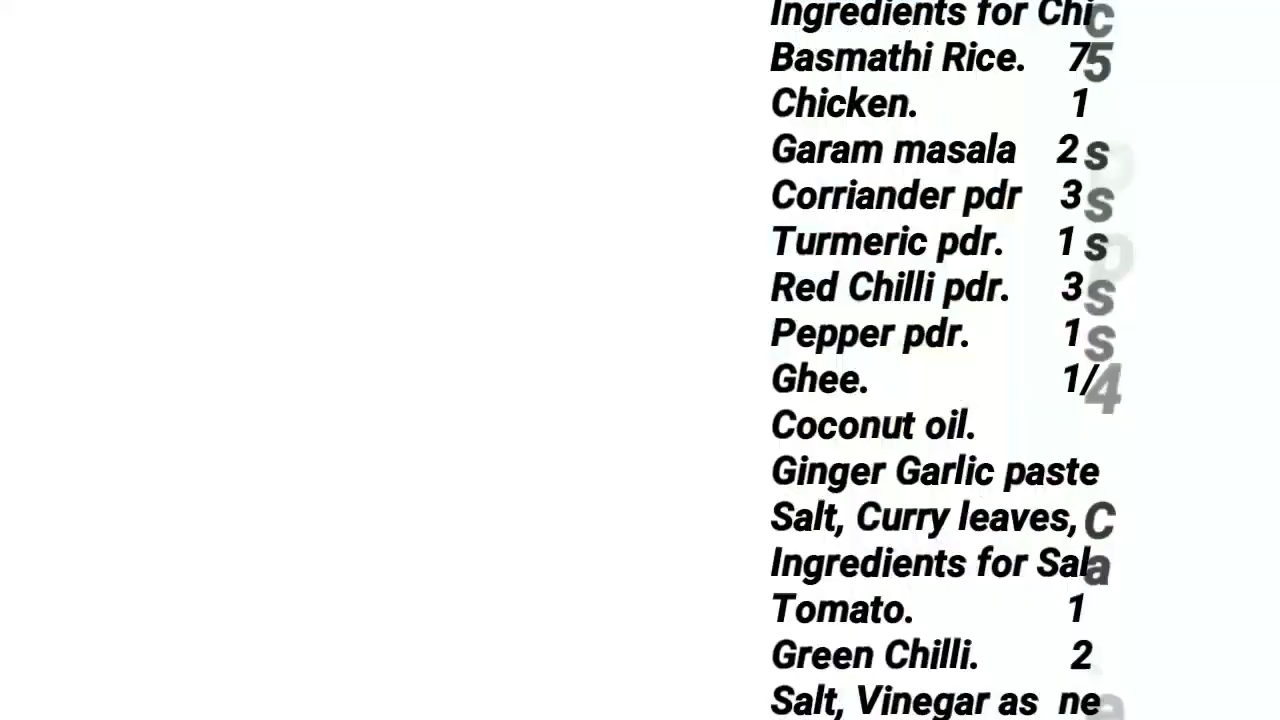 Ingredients for Chic
Basmathi Rice. 75
Chicken. 1
Garam masala 2 s
Corriander pdr 3 s
Turmeric pdr. 1 s
Red Chilli pdr. 3 s
Pepper pdr. 1 s
Ghee. 1/4
Coconut oil.
Ginger Garlic paste
Salt, Curry leaves, C
Ingredients for Sala
Tomato. 1
Green Chilli. 2
Salt, Vinegar as ne